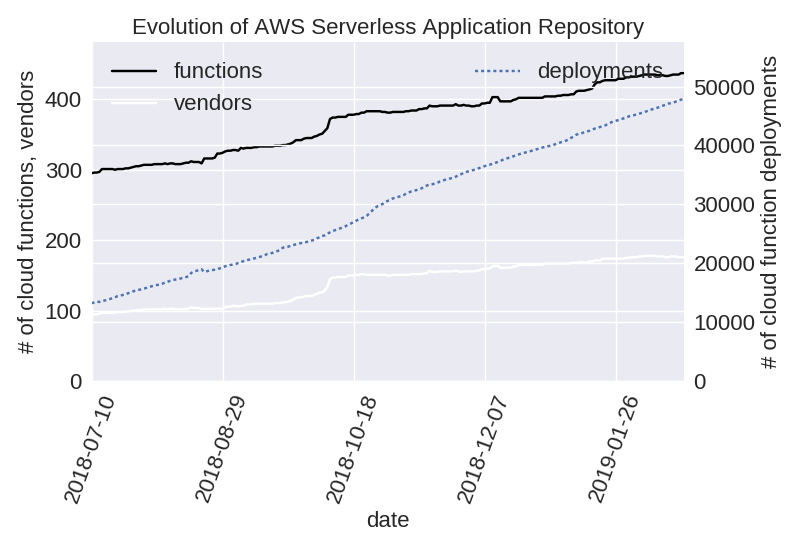 Evolution of AWS Serverless Application Repository
functions
vendors
deployments
# of cloud functions, vendors
400
300
200
100
0
50000
40000
30000
20000
10000
0
# of cloud function deployments
2018-07-10
2018-08-29
2018-10-18
2018-12-07
2019-01-26
date